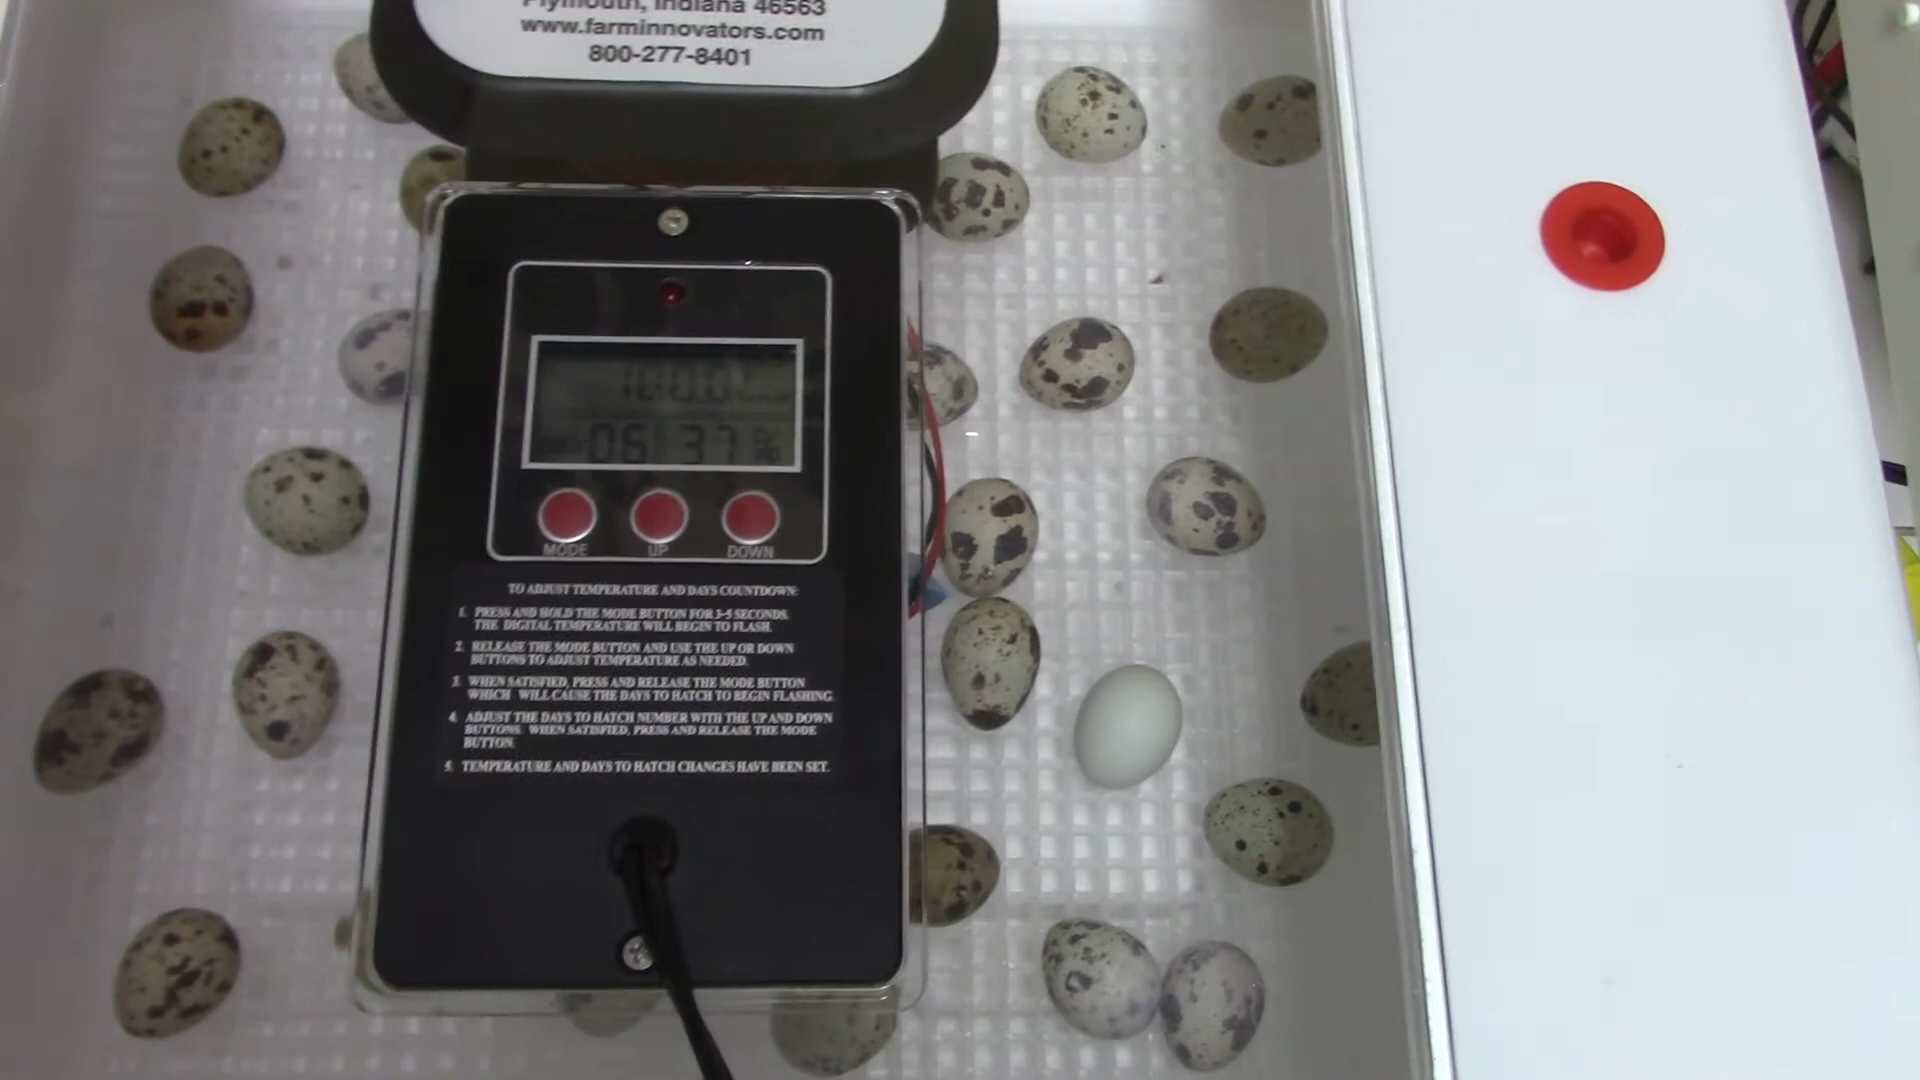 Plymouth, Indiana 46563
www.farminnovators.com
800-277-8401
100.0
06 37 %
MODE UP DOWN
TO ADJUST TEMPERATURE AND DAYS COUNTDOWN:
1. PRESS AND HOLD THE MODE BUTTON FOR 3-5 SECONDS.
THE DIGITAL TEMPERATURE WILL BEGIN TO FLASH.
2. RELEASE THE MODE BUTTON AND USE THE UP OR DOWN
BUTTONS TO ADJUST TEMPERATURE AS NEEDED.
3. WHEN SATISFIED, PRESS AND RELEASE THE MODE BUTTON
WHICH WILL CAUSE THE DAYS TO HATCH TO BEGIN FLASHING.
4. ADJUST THE DAYS TO HATCH NUMBER WITH THE UP AND DOWN
BUTTONS. WHEN SATISFIED, PRESS AND RELEASE THE MODE
BUTTON.
5. TEMPERATURE AND DAYS TO HATCH CHANGES HAVE BEEN SET.